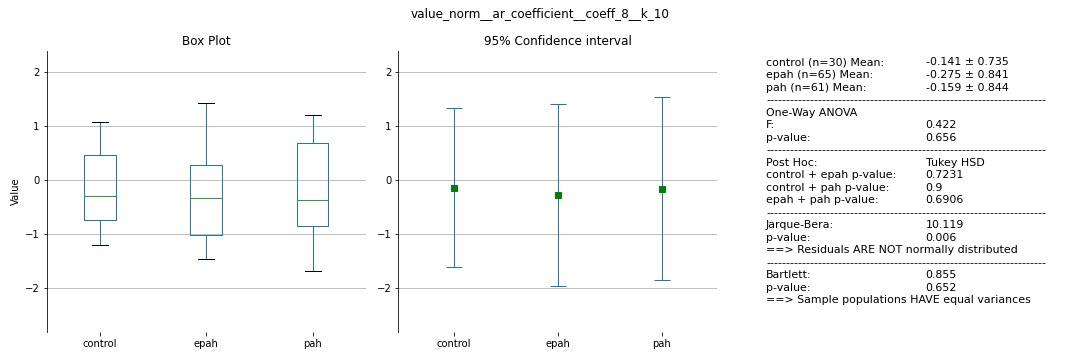 value_norm__ar_coefficient__coeff_8__k_10
Box Plot
2
1
0
−1
−2
Value
control
epah
pah
95% Confidence interval
2
1
0
−1
−2
control
epah
pah
control (n=30) Mean: -0.141 ± 0.735
epah (n=65) Mean: -0.275 ± 0.841
pah (n=61) Mean: -0.159 ± 0.844
One-Way ANOVA
F: 0.422
p-value: 0.656
Post Hoc: Tukey HSD
control + epah p-value: 0.7231
control + pah p-value: 0.9
epah + pah p-value: 0.6906
Jarque-Bera: 10.119
p-value: 0.006
==> Residuals ARE NOT normally distributed
Bartlett: 0.855
p-value: 0.652
==> Sample populations HAVE equal variances